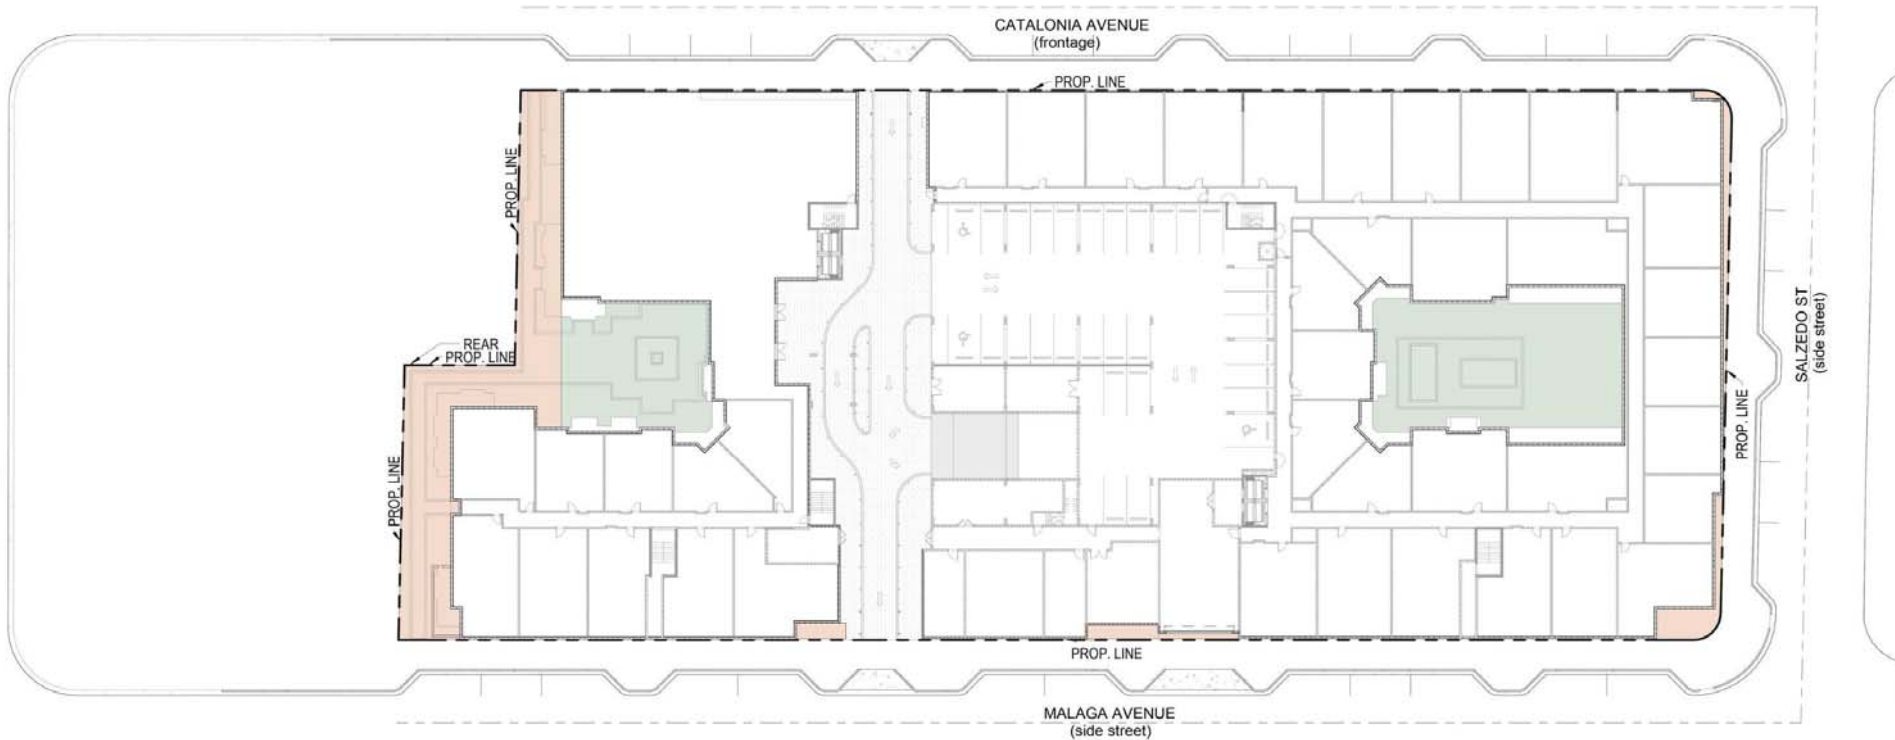 CATALONIA AVENUE
(frontage)
PROP. LINE
PROP. LINE
REAR
PROP. LINE
PROP. LINE
SALZEDO ST
(side street)
PROP. LINE
PROP. LINE
MALAGA AVENUE
(side street)